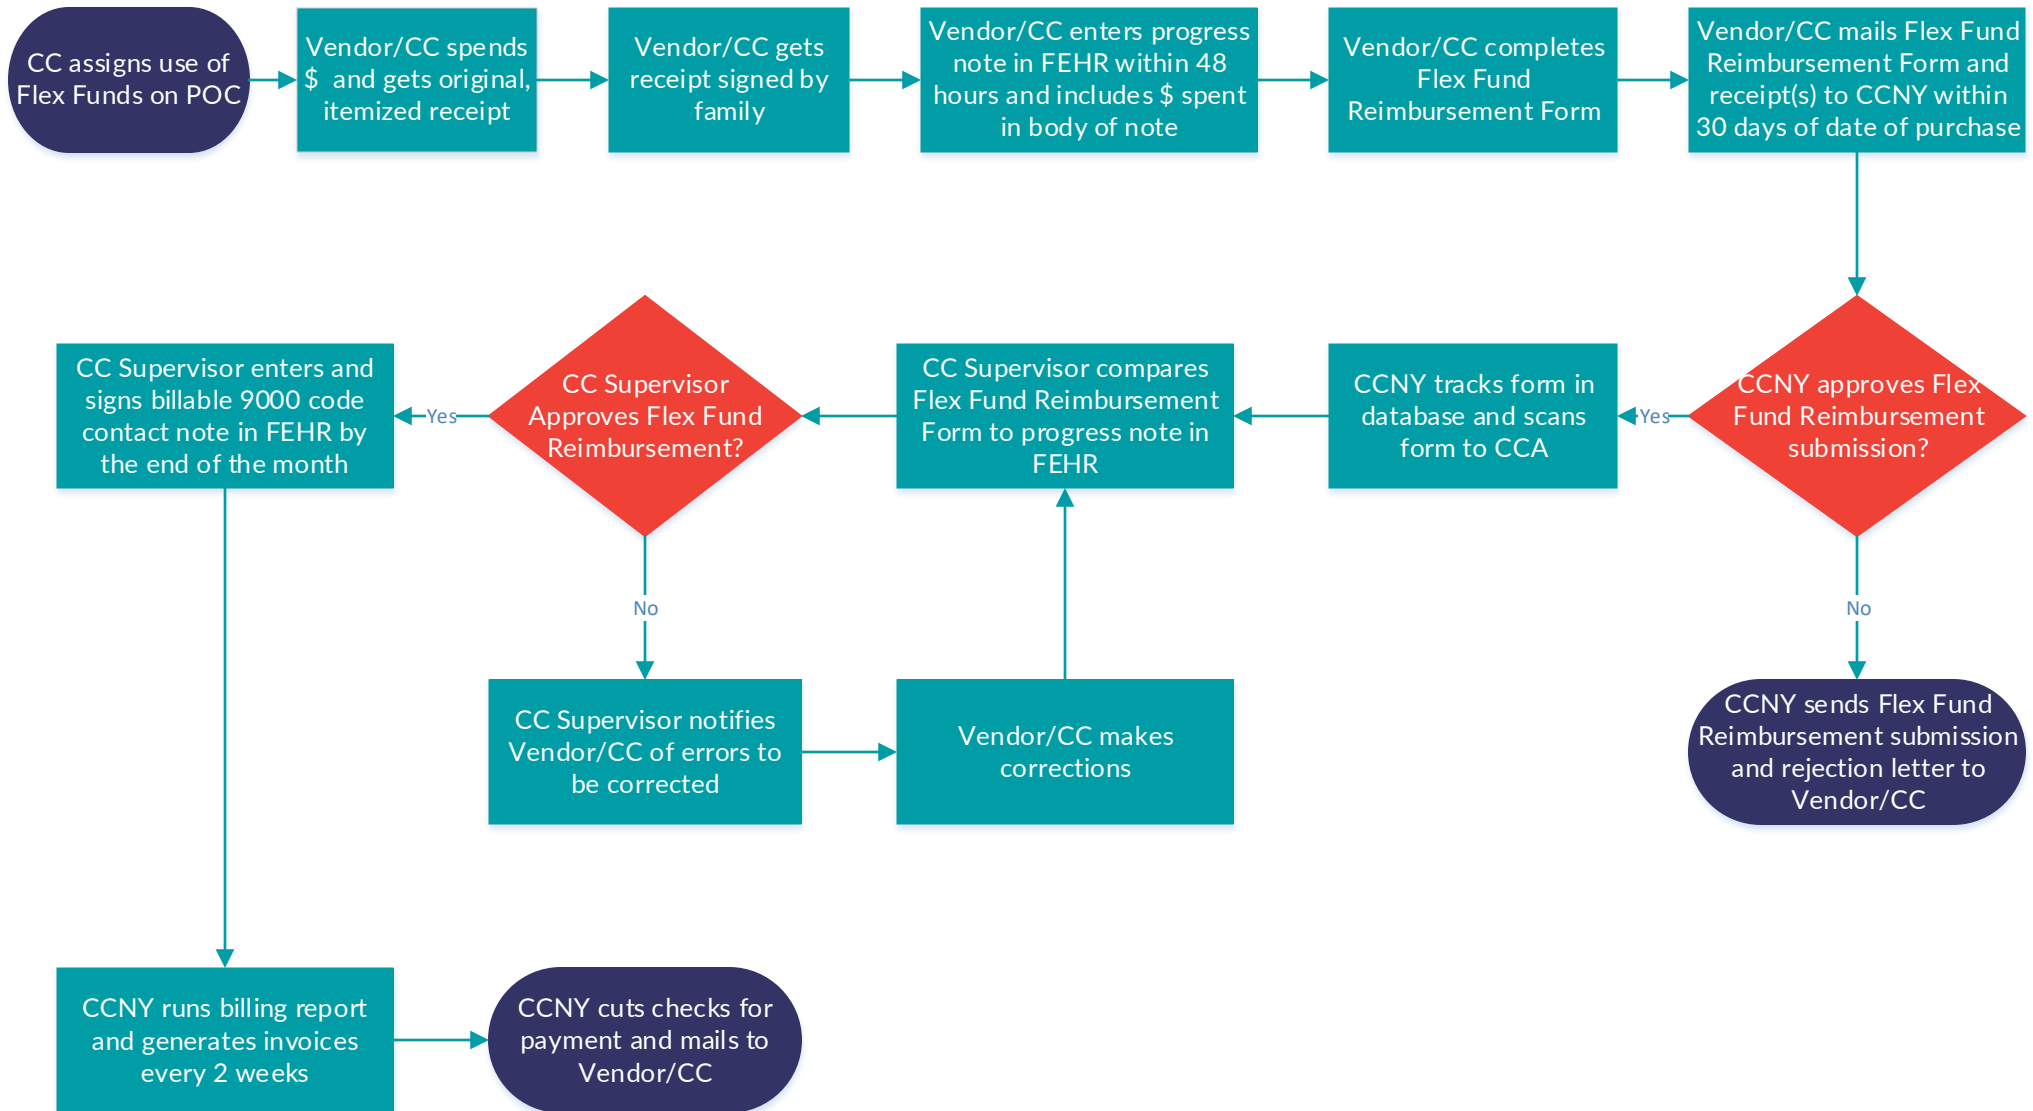 CC assigns use of
Flex Funds on POC
Vendor/CC spends
$ and gets original,
itemized receipt
Vendor/CC gets
receipt signed by
family
Vendor/CC enters progress
note in FEHR within 48
hours and includes $ spent
in body of note
Vendor/CC completes
Flex Fund
Reimbursement Form
Vendor/CC mails Flex Fund
Reimbursement Form and
receipt(s) to CCNY within
30 days of date of purchase
CCNY approves Flex
Fund Reimbursement
submission?
Yes
No
CCNY tracks form in
database and scans
form to CCA
CC Supervisor compares
Flex Fund Reimbursement
Form to progress note in
FEHR
CC Supervisor
Approves Flex Fund
Reimbursement?
Yes
No
CC Supervisor enters and
signs billable 9000 code
contact note in FEHR by
the end of the month
CC Supervisor notifies
Vendor/CC of errors to
be corrected
Vendor/CC makes
corrections
CCNY sends Flex Fund
Reimbursement submission
and rejection letter to
Vendor/CC
CCNY runs billing report
and generates invoices
every 2 weeks
CCNY cuts checks for
payment and mails to
Vendor/CC